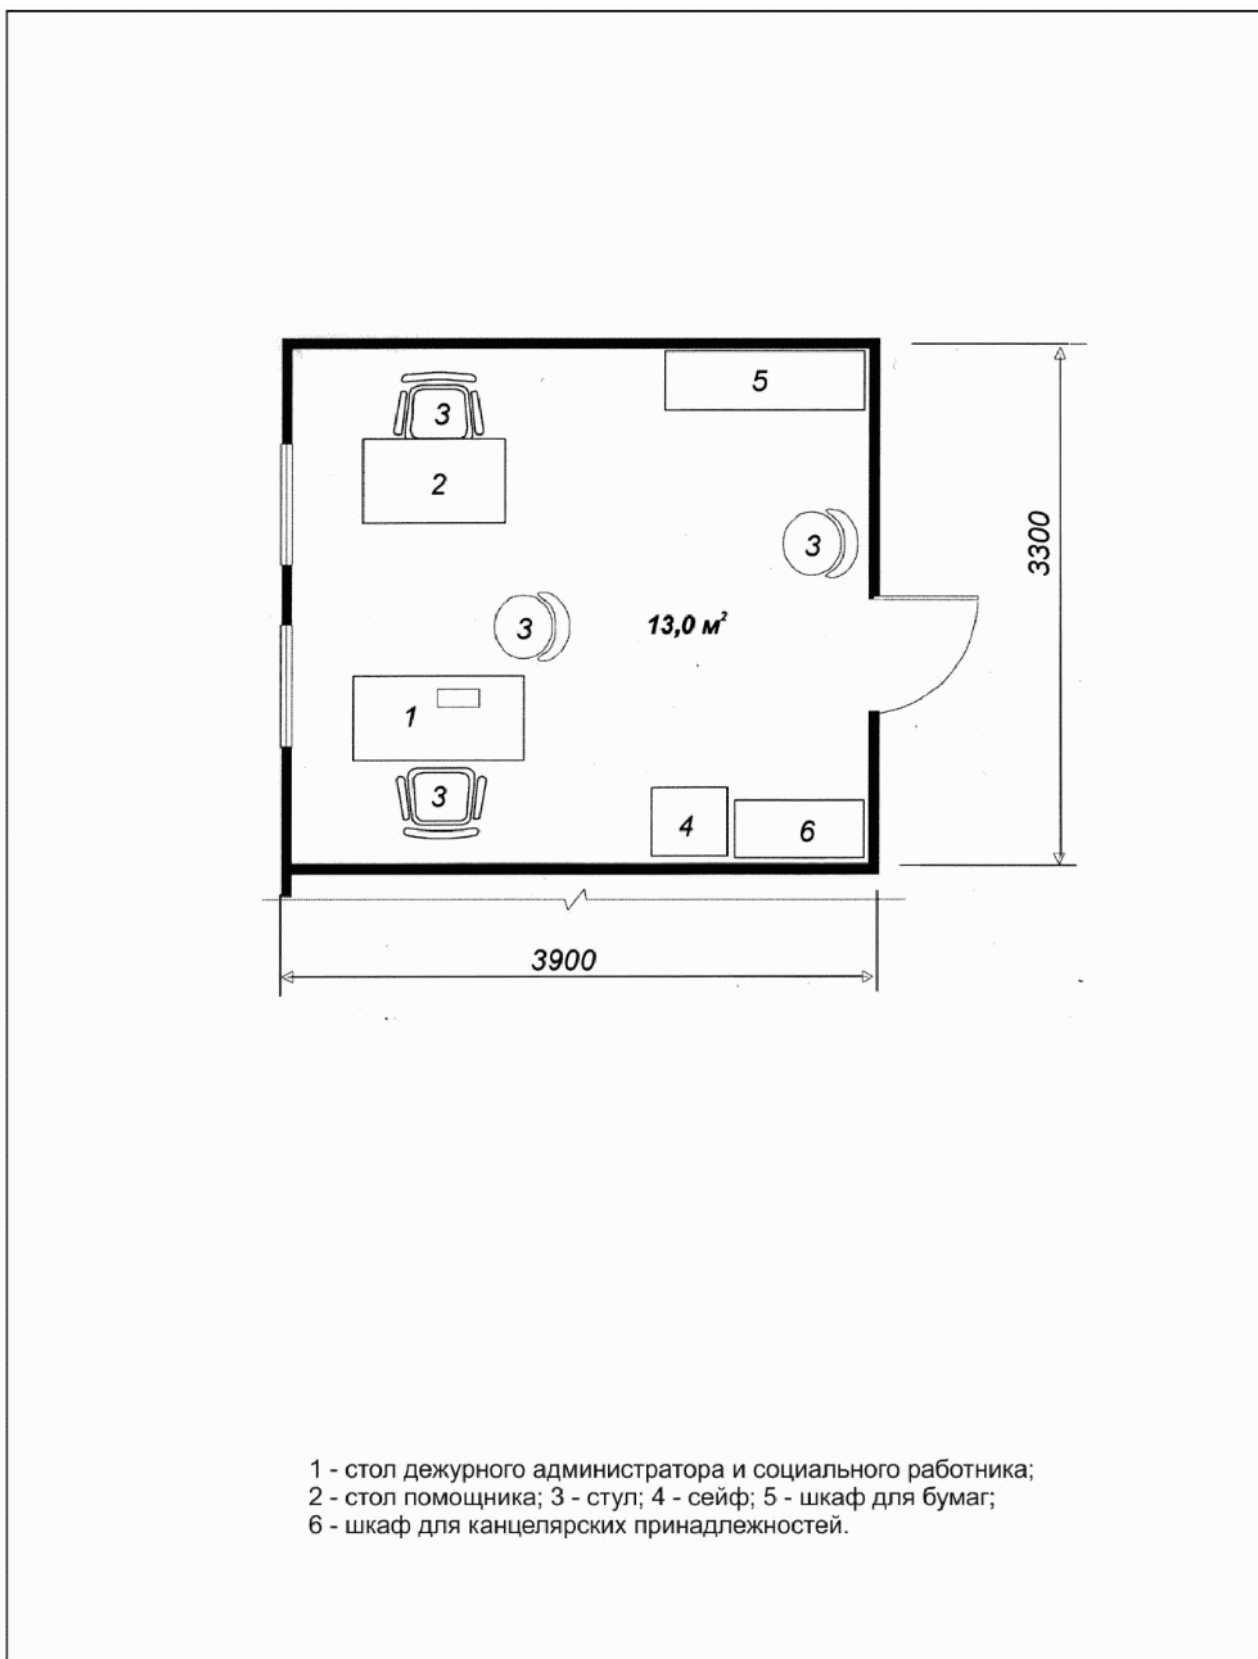 5
3
2
3
3300
3
13,0 м²
1
3
4
6
3900
1 - стол дежурного администратора и социального работника;
2 - стол помощника; 3 - стул; 4 - сейф; 5 - шкаф для бумаг;
6 - шкаф для канцелярских принадлежностей.